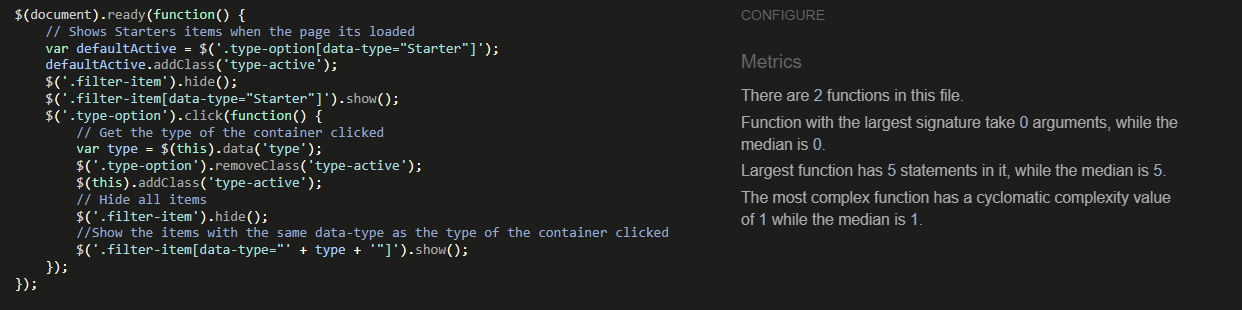 $(document).ready(function() {
    // Shows Starters items when the page its loaded
    var defaultActive = $('.type-option[data-type="Starter"]');
    defaultActive.addClass('type-active');
    $('.filter-item').hide();
    $('.filter-item[data-type="Starter"]').show();
    $('.type-option').click(function() {
        // Get the type of the container clicked
        var type = $(this).data('type');
        $('.type-option').removeClass('type-active');
        $(this).addClass('type-active');
        // Hide all items
        $('.filter-item').hide();
        //Show the items with the same data-type as the type of the container clicked
        $('.filter-item[data-type="' + type + '"]').show();
    });
});
CONFIGURE
Metrics
There are 2 functions in this file.
Function with the largest signature take 0 arguments, while the
median is 0.
Largest function has 5 statements in it, while the median is 5.
The most complex function has a cyclomatic complexity value
of 1 while the median is 1.